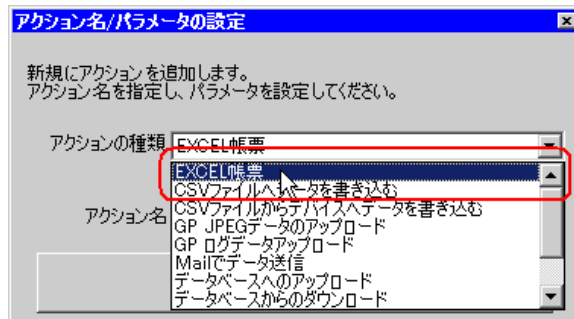 アクション名/パラメータの設定
新規にアクションを追加します。
アクション名を指定し、パラメータを設定してください。
アクションの種類 EXCEL帳票
EXCEL帳票
CSVファイルへデータを書き込む
アクション名 CSVファイルからデバイスへデータを書き込む
GP JPEGデータのアップロード
GP ログデータアップロード
Mailでデータ送信
データベースへのアップロード
データベースからのダウンロード